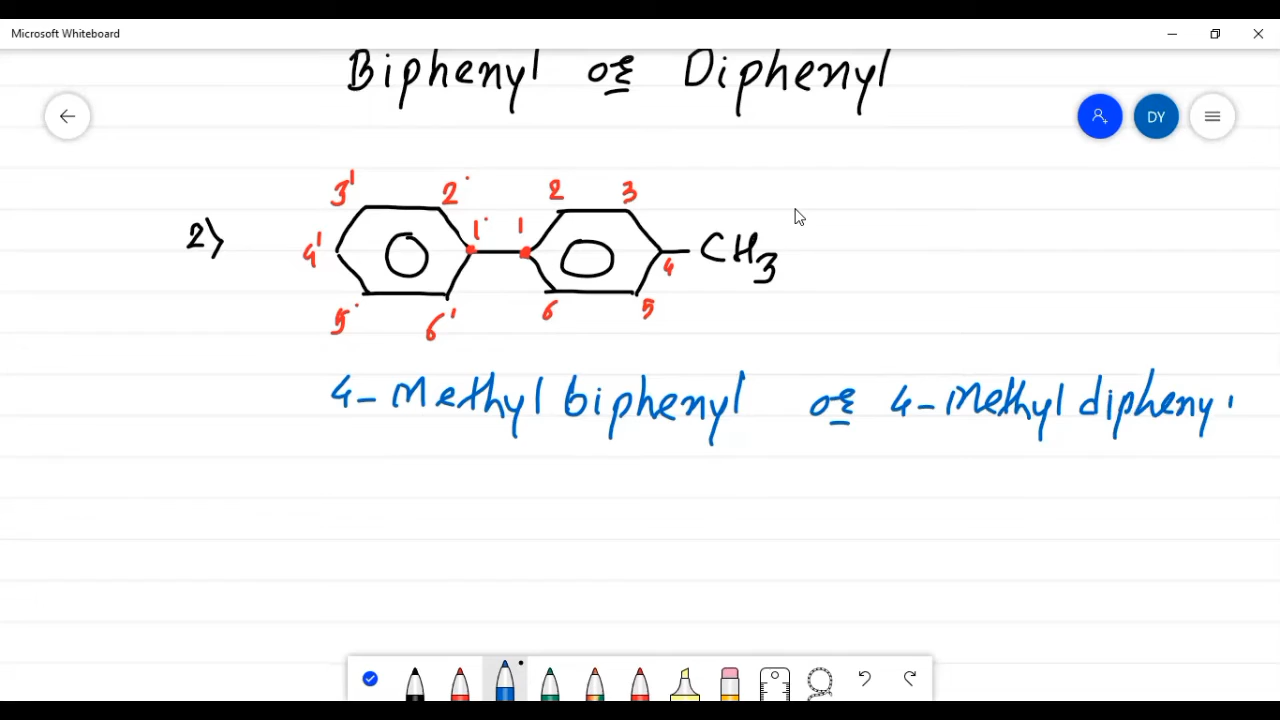 Microsoft Whiteboard
Biphenyl or Diphenyl
DY
3' 2' 2 3
2) 4' 1' 1 4 CH3
5' 6' 6 5
4-Methyl biphenyl or 4-Methyl diphenyl